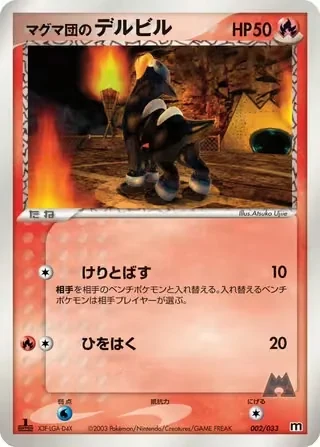 マグマ団の デルビル HP50
たね
Illus.Atsuko Ujiie
けりとばす 10
相手を相手のベンチポケモンと入れ替える。入れ替えるベンチ
ポケモンは相手プレイヤーが選ぶ。
ひをはく 20
弱点 抵抗力 にげる
1 X3F-LGA-04X ©2003 Pokémon/Nintendo/Creatures/GAME FREAK 002/033 m